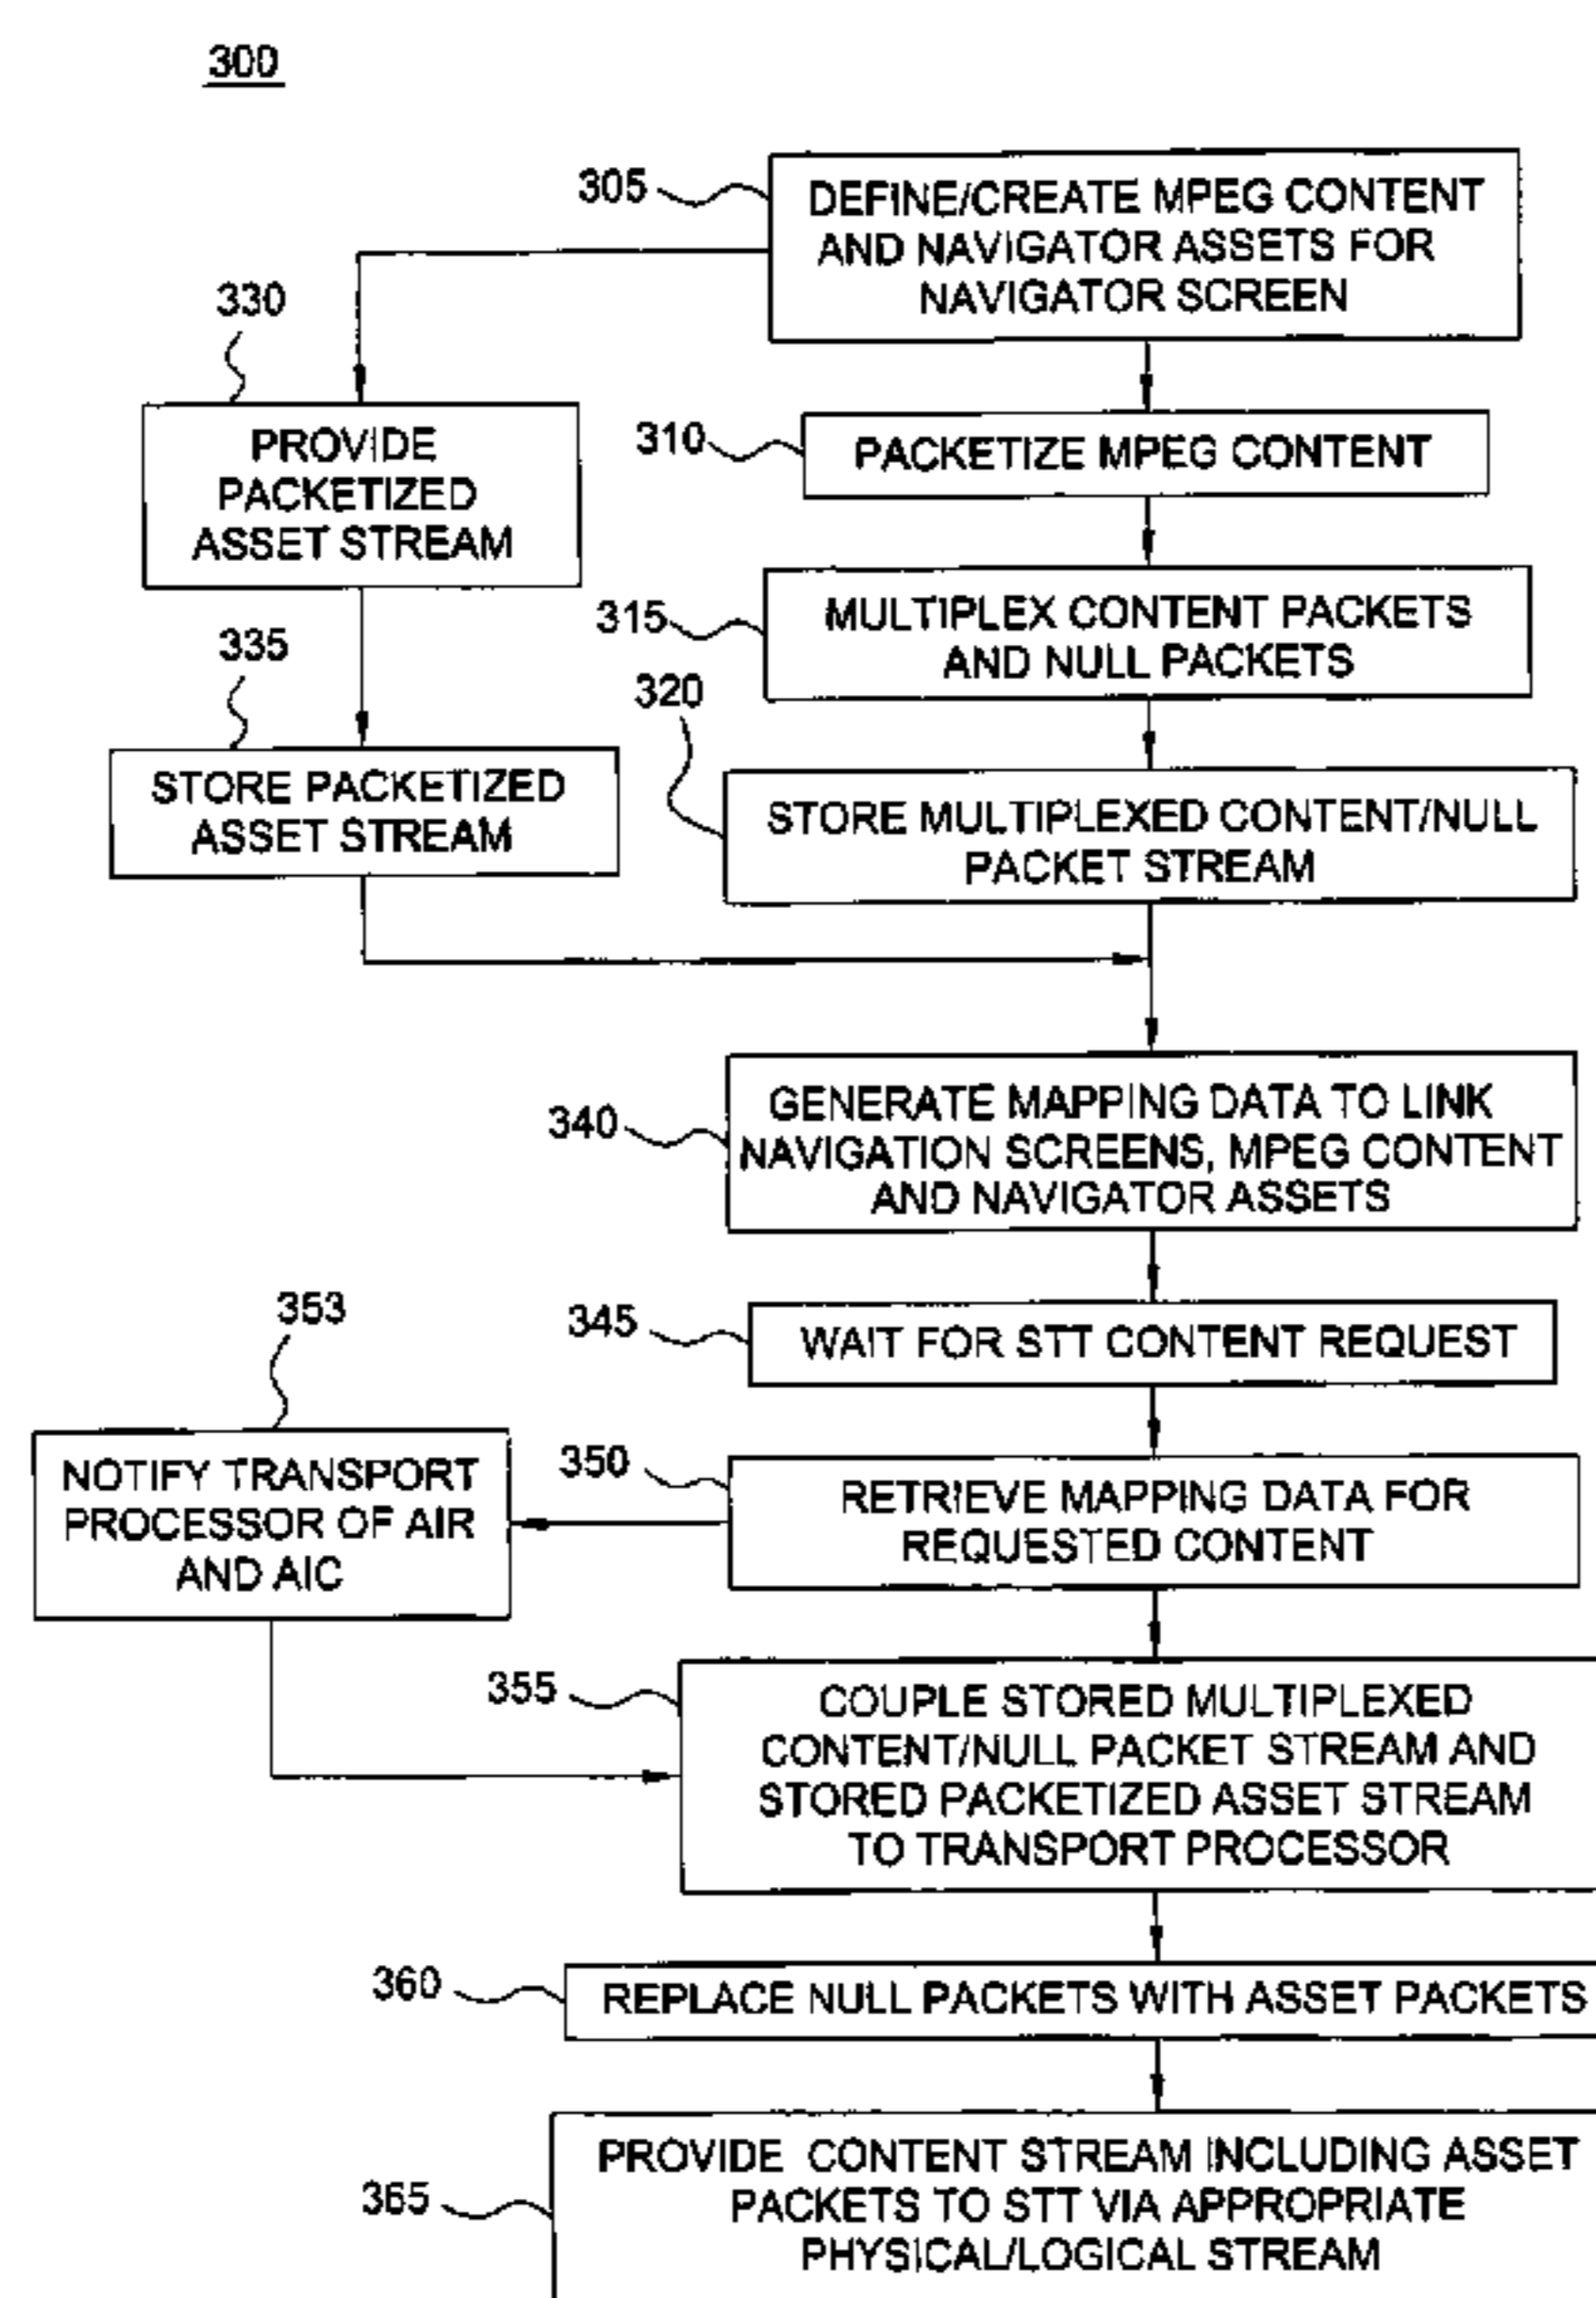 300
305
DEFINE/CREATE MPEG CONTENT
AND NAVIGATOR ASSETS FOR
NAVIGATOR SCREEN
330
PROVIDE
PACKETIZED
ASSET STREAM
310
PACKETIZE MPEG CONTENT
315
MULTIPLEX CONTENT PACKETS
AND NULL PACKETS
335
STORE PACKETIZED
ASSET STREAM
320
STORE MULTIPLEXED CONTENT/NULL
PACKET STREAM
340
GENERATE MAPPING DATA TO LINK
NAVIGATION SCREENS, MPEG CONTENT
AND NAVIGATOR ASSETS
345
WAIT FOR STT CONTENT REQUEST
353
NOTIFY TRANSPORT
PROCESSOR OF AIR
AND AIC
350
RETRIEVE MAPPING DATA FOR
REQUESTED CONTENT
355
COUPLE STORED MULTIPLEXED
CONTENT/NULL PACKET STREAM AND
STORED PACKETIZED ASSET STREAM
TO TRANSPORT PROCESSOR
360
REPLACE NULL PACKETS WITH ASSET PACKETS
365
PROVIDE CONTENT STREAM INCLUDING ASSET
PACKETS TO STT VIA APPROPRIATE
PHYSICAL/LOGICAL STREAM